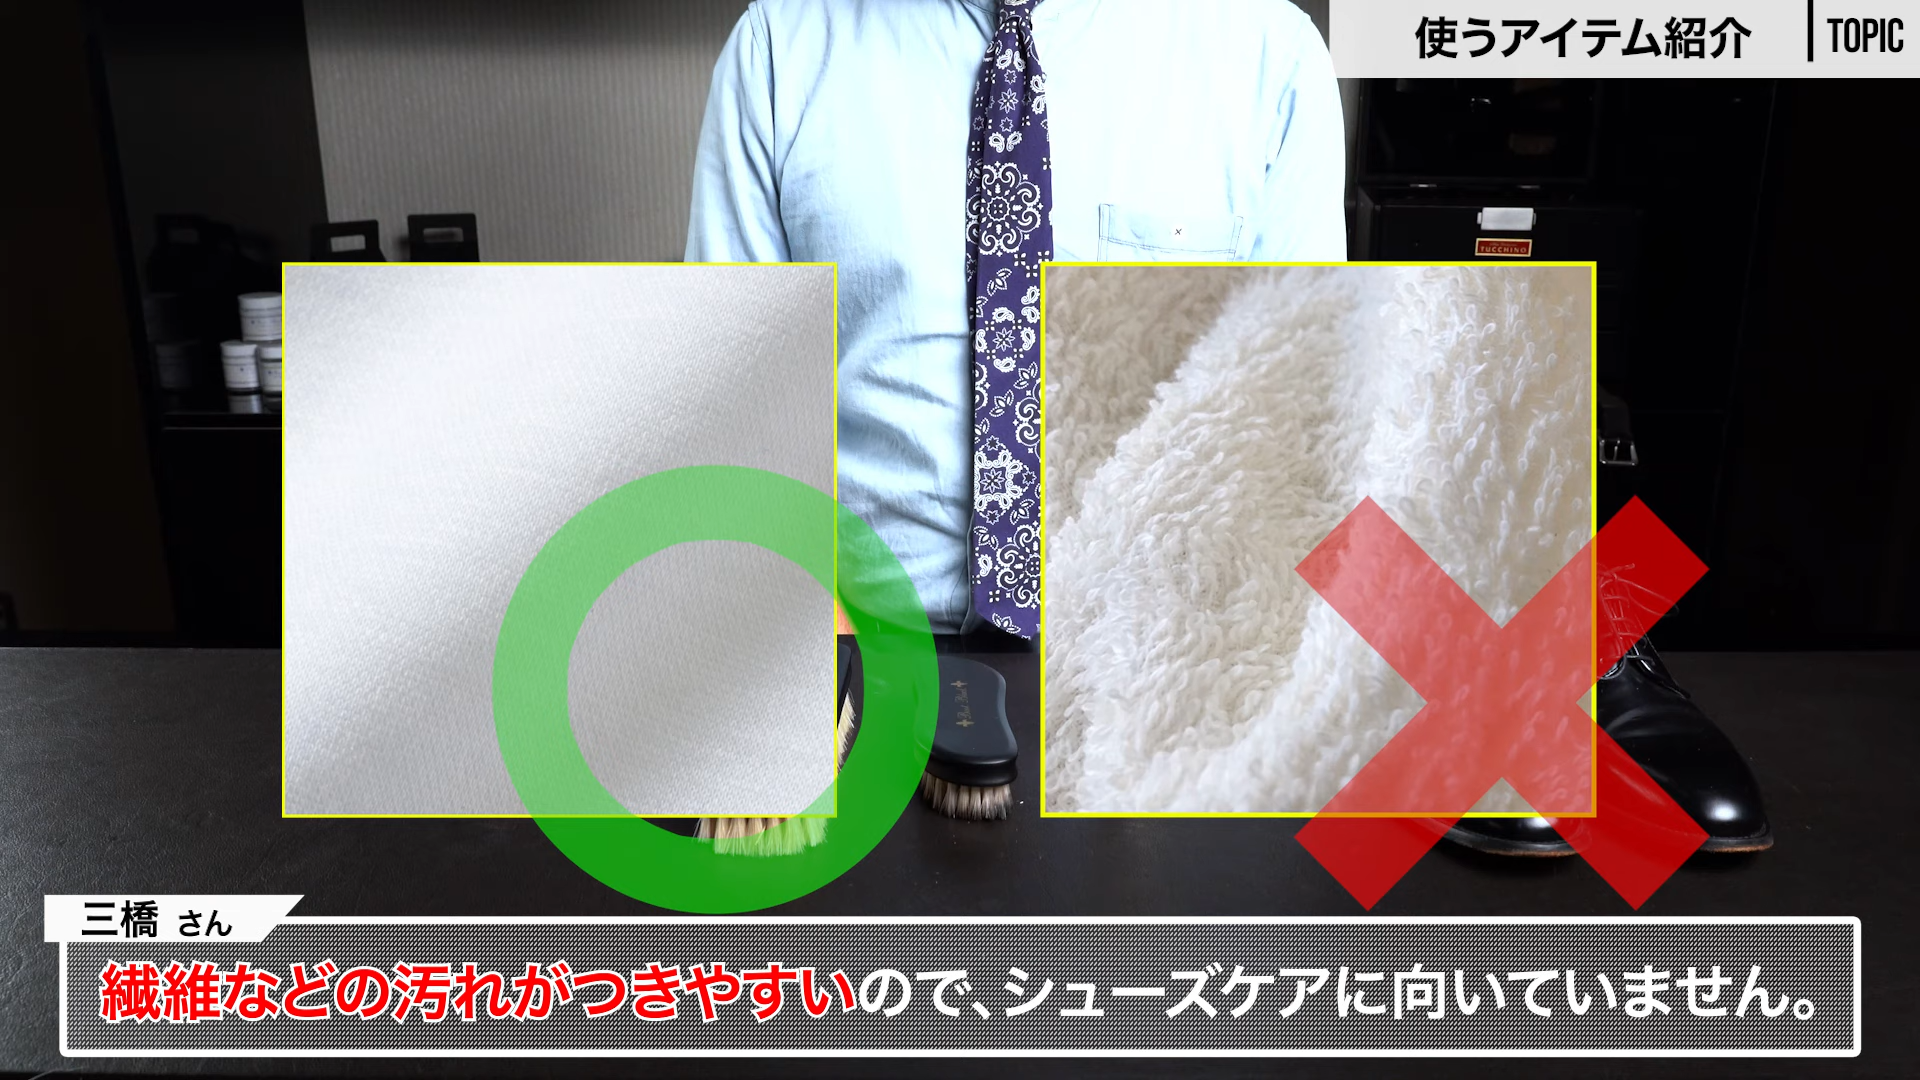 使うアイテム紹介
TOPIC
TUCCHINO
三橋 さん
繊維などの汚れがつきやすいので、シューズケアに向いていません。